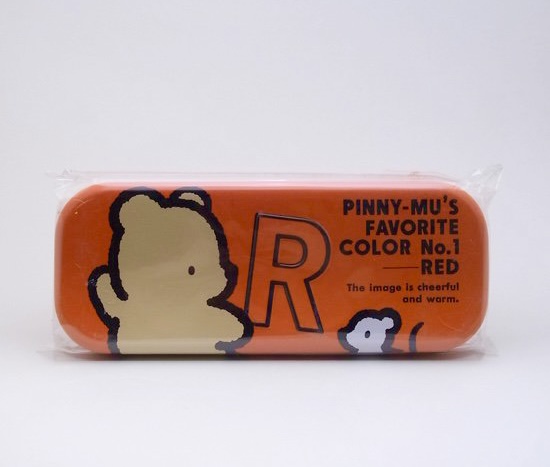 R
PINNY-MU'S
FAVORITE
COLOR No.1
—RED
The image is cheerful
and warm.